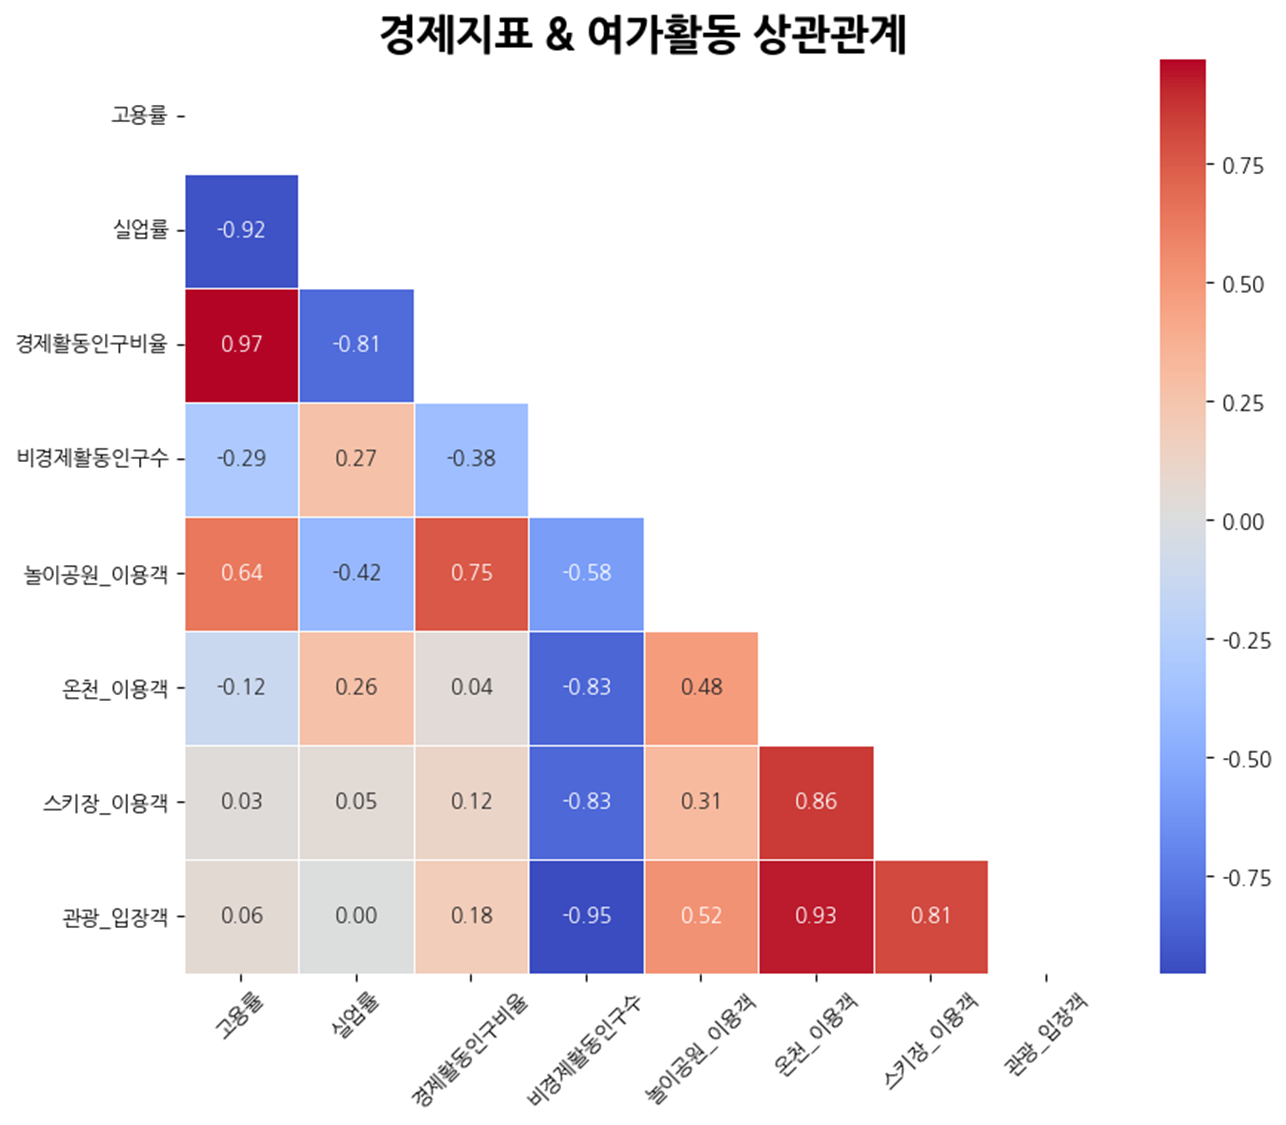 경제지표 & 여가활동 상관관계
고용률
실업률 -0.92
경제활동인구비율 0.97 -0.81
비경제활동인구수 -0.29 0.27 -0.38
놀이공원_이용객 0.64 -0.42 0.75 -0.58
온천_이용객 -0.12 0.26 0.04 -0.83 0.48
스키장_이용객 0.03 0.05 0.12 -0.83 0.31 0.86
관광_입장객 0.06 0.00 0.18 -0.95 0.52 0.93 0.81
고용률 실업률 경제활동인구비율 비경제활동인구수 놀이공원_이용객 온천_이용객 스키장_이용객 관광_입장객
0.75
0.50
0.25
0.00
-0.25
-0.50
-0.75